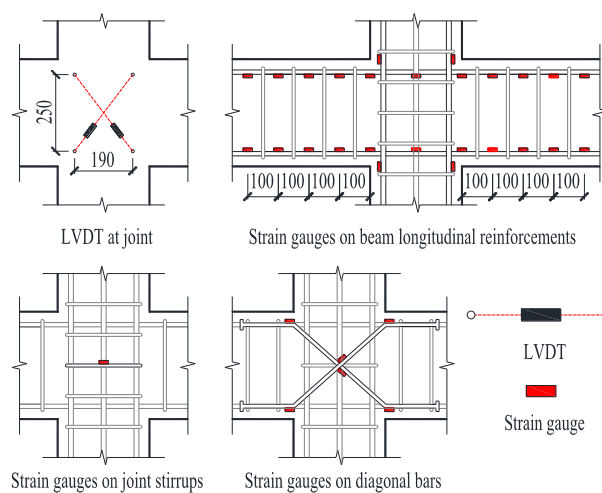 250
190
100 100 100 100 100 100 100 100
LVDT at joint
Strain gauges on beam longitudinal reinforcements
LVDT
Strain gauge
Strain gauges on joint stirrups
Strain gauges on diagonal bars